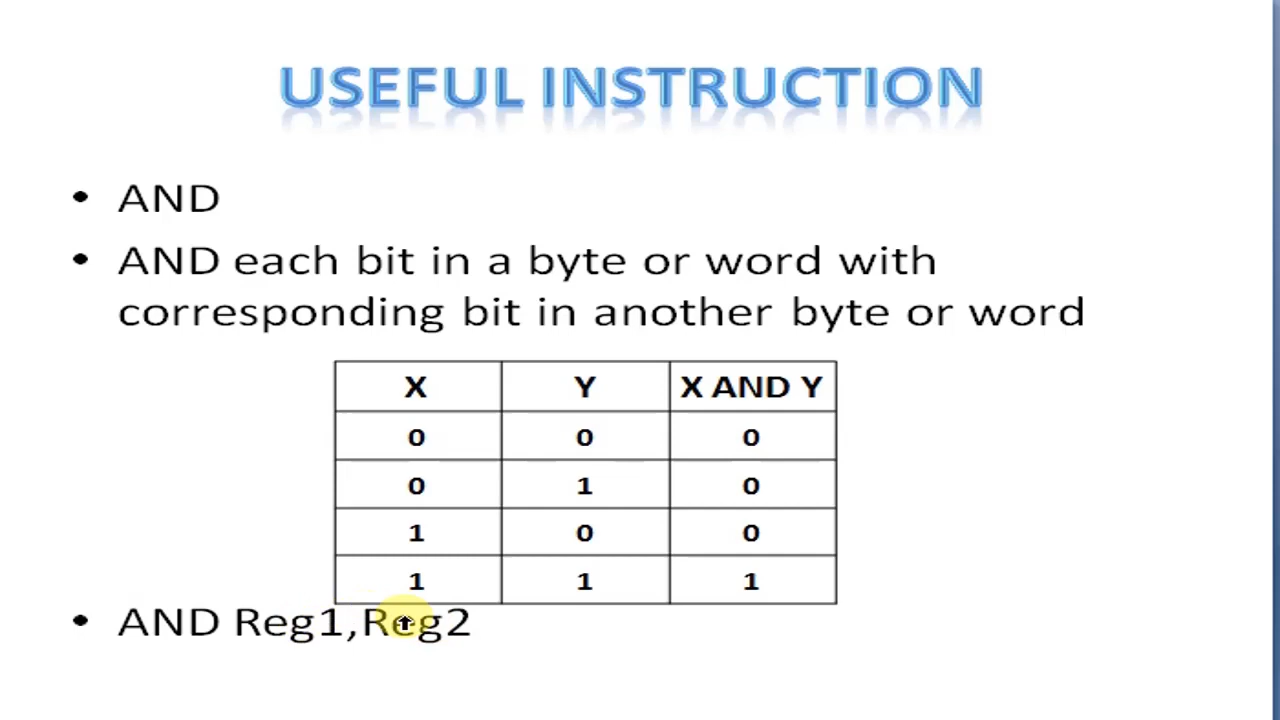 USEFUL INSTRUCTION
• AND
• AND each bit in a byte or word with
corresponding bit in another byte or word
X Y X AND Y
0 0 0
0 1 0
1 0 0
1 1 1
• AND Reg1,Reg2